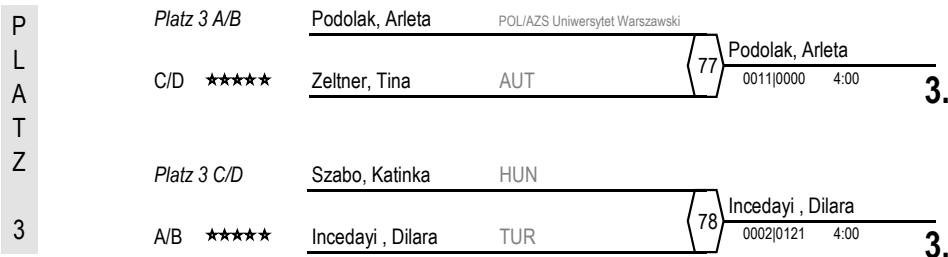 PLATZ 3
Platz 3 A/B Podolak, Arleta POL/AZS Uniwersytet Warszawski
77 Podolak, Arleta
C/D ★★★★★ Zeltner, Tina AUT 0011|0000 4:00 3.
Platz 3 C/D Szabo, Katinka HUN
78 Incedayi , Dilara
A/B ★★★★★ Incedayi , Dilara TUR 0002|0121 4:00 3.